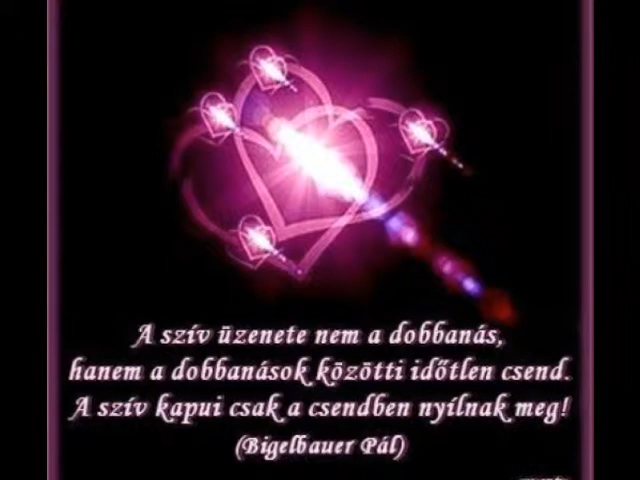 A szív üzenete nem a dobbanás,
hanem a dobbanások közötti időtlen csend.
A szív kapui csak a csendben nyílnak meg!
(Bigelbauer Pál)